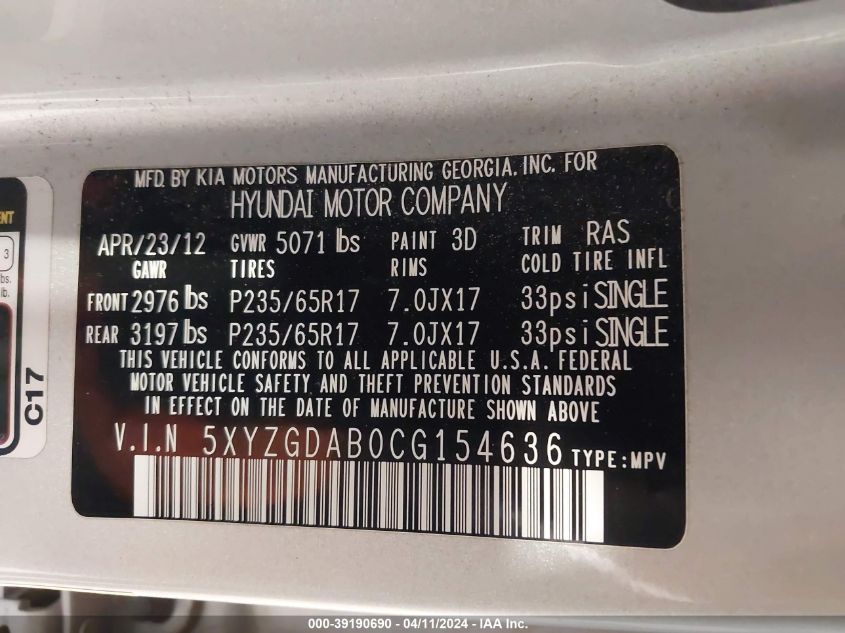 MFD. BY KIA MOTORS MANUFACTURING GEORGIA. INC. FOR
HYUNDAI MOTOR COMPANY
APR/23/12 GVWR 5071 lbs PAINT 3D TRIM RAS
GAWR TIRES RIMS COLD TIRE INFL
FRONT 2976 lbs P235/65R17 7.0JX17 33psi SINGLE
REAR 3197 lbs P235/65R17 7.0JX17 33psi SINGLE
THIS VEHICLE CONFORMS TO ALL APPLICABLE U.S.A. FEDERAL
MOTOR VEHICLE SAFETY AND THEFT PREVENTION STANDARDS
IN EFFECT ON THE DATE OF MANUFACTURE SHOWN ABOVE
V.I.N 5XYZGDAB0CG154636 TYPE:MPV
3
C17
000-39190690 - 04/11/2024 - IAA Inc.